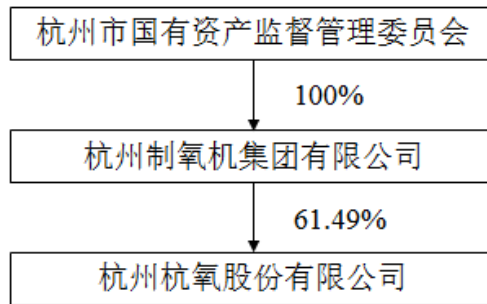 杭州市国有资产监督管理委员会
100%
杭州制氧机集团有限公司
61.49%
杭州杭氧股份有限公司